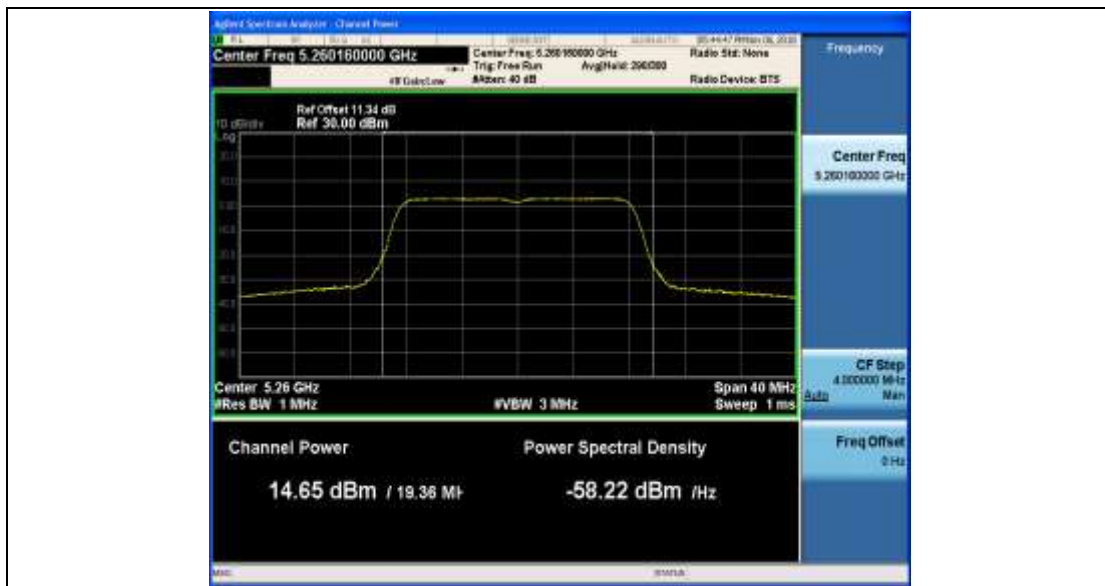 Agilent Spectrum Analyzer - Channel Power
Center Freq 5.260160000 GHz
Center Freq: 5.260160000 GHz
Radio Std: None
Trig: Free Run
Avg|Hold: 200/200
#IFGain:Low
#Atten: 40 dB
Radio Device: BTS
Frequency
Ref Offset 11.34 dB
10 dB/div
Ref 30.00 dBm
Log
Center Freq
5.260160000 GHz
Center 5.26 GHz
Span 40 MHz
#Res BW 1 MHz
#VBW 3 MHz
Sweep 1 ms
CF Step
4.000000 MHz
Auto
Man
Freq Offset
0 Hz
Channel Power
Power Spectral Density
14.65 dBm / 19.36 MH
-58.22 dBm /Hz
MSG
STATUS